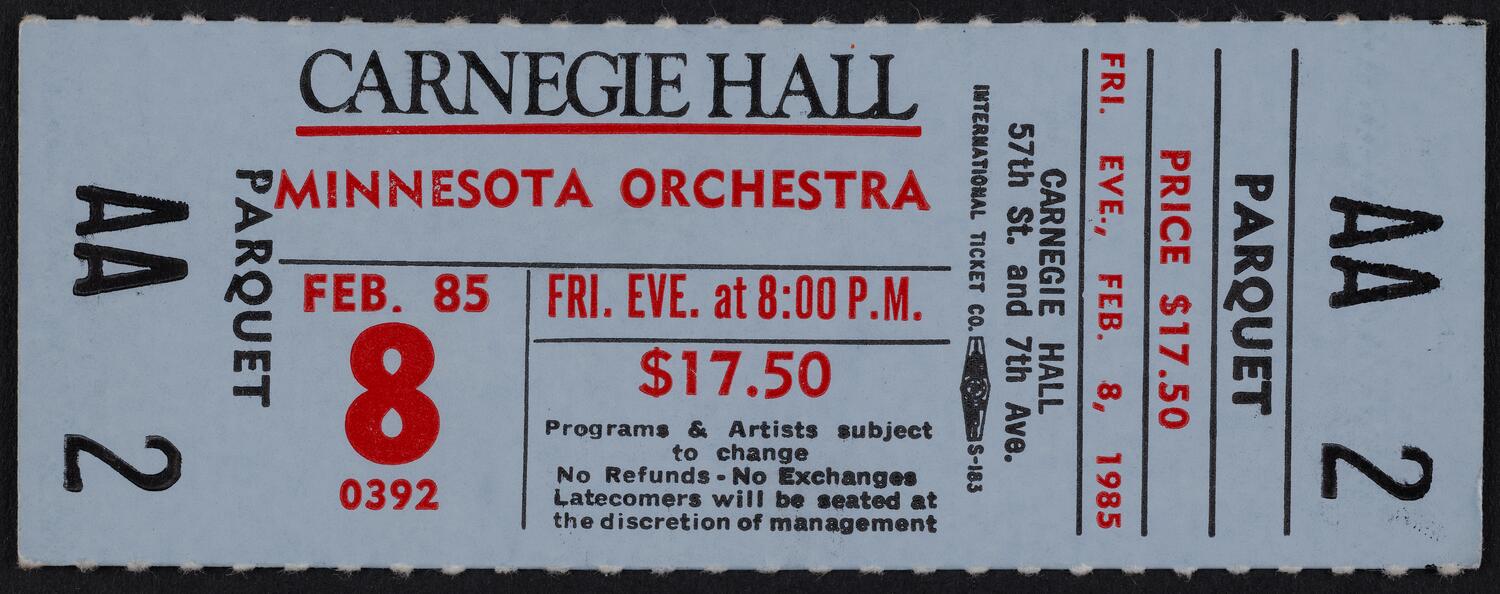 AA 2
PARQUET
CARNEGIE HALL
MINNESOTA ORCHESTRA
FEB. 85
8
0392
FRI. EVE. at 8:00 P.M.
$17.50
Programs & Artists subject
to change
No Refunds - No Exchanges
Latecomers will be seated at
the discretion of management
INTERNATIONAL TICKET CO. S-183
CARNEGIE HALL
57th St. and 7th Ave.
FRI. EVE., FEB. 8, 1985
PRICE $17.50
PARQUET
AA 2